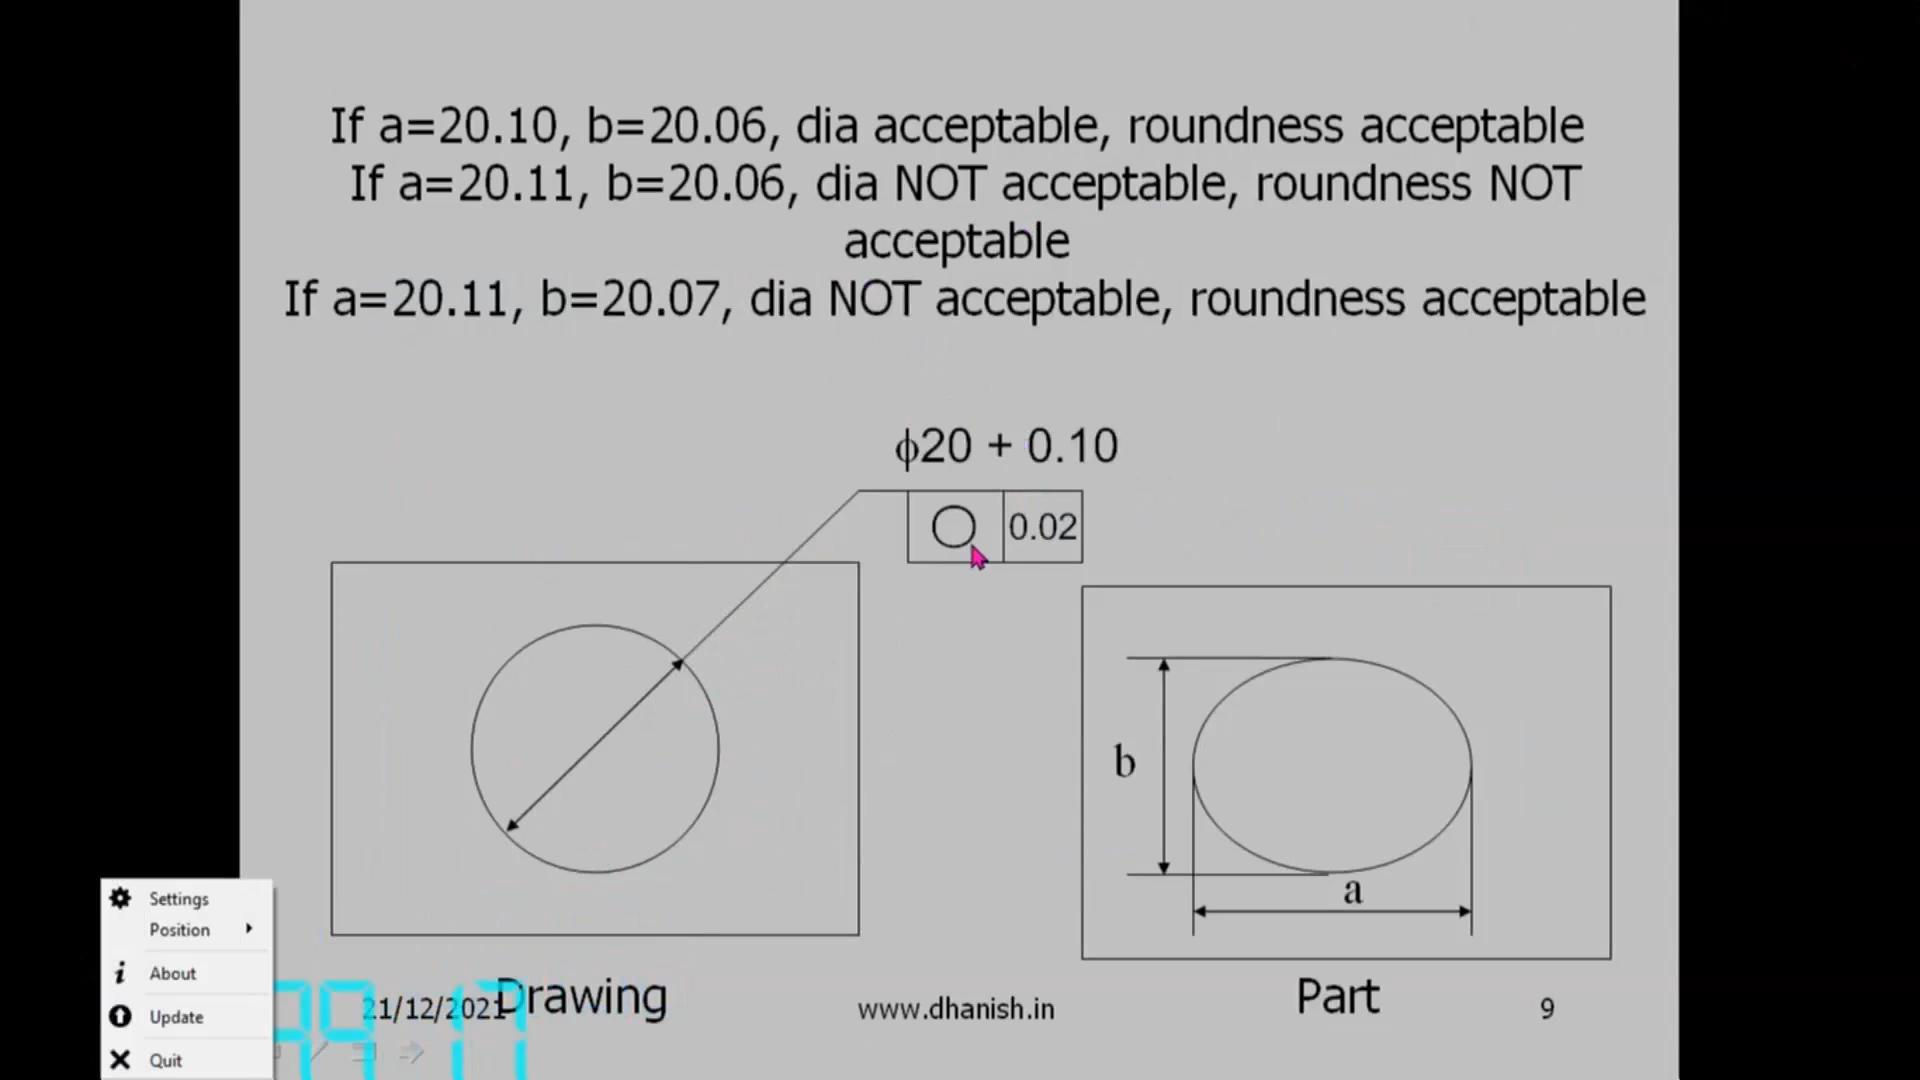 If a=20.10, b=20.06, dia acceptable, roundness acceptable
If a=20.11, b=20.06, dia NOT acceptable, roundness NOT
acceptable
If a=20.11, b=20.07, dia NOT acceptable, roundness acceptable
ϕ20 + 0.10
0.02
b
a
Drawing
Part
21/12/2021
www.dhanish.in
9
Settings
Position
About
Update
Quit